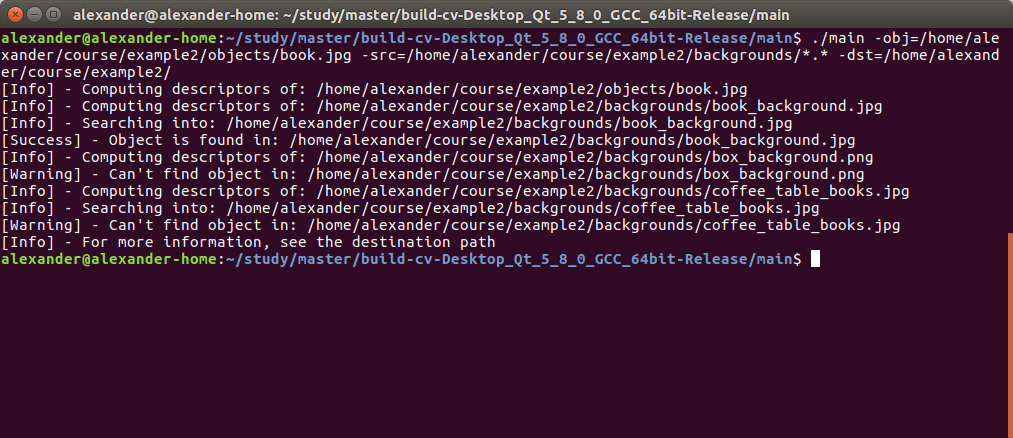 alexander@alexander-home: ~/study/master/build-cv-Desktop_Qt_5_8_0_GCC_64bit-Release/main
alexander@alexander-home:~/study/master/build-cv-Desktop_Qt_5_8_0_GCC_64bit-Release/main$ ./main -obj=/home/ale
xander/course/example2/objects/book.jpg -src=/home/alexander/course/example2/backgrounds/*.* -dst=/home/alexand
er/course/example2/
[Info] - Computing descriptors of: /home/alexander/course/example2/objects/book.jpg
[Info] - Computing descriptors of: /home/alexander/course/example2/backgrounds/book_background.jpg
[Info] - Searching into: /home/alexander/course/example2/backgrounds/book_background.jpg
[Success] - Object is found in: /home/alexander/course/example2/backgrounds/book_background.jpg
[Info] - Computing descriptors of: /home/alexander/course/example2/backgrounds/box_background.png
[Warning] - Can't find object in: /home/alexander/course/example2/backgrounds/box_background.png
[Info] - Computing descriptors of: /home/alexander/course/example2/backgrounds/coffee_table_books.jpg
[Info] - Searching into: /home/alexander/course/example2/backgrounds/coffee_table_books.jpg
[Warning] - Can't find object in: /home/alexander/course/example2/backgrounds/coffee_table_books.jpg
[Info] - For more information, see the destination path
alexander@alexander-home:~/study/master/build-cv-Desktop_Qt_5_8_0_GCC_64bit-Release/main$